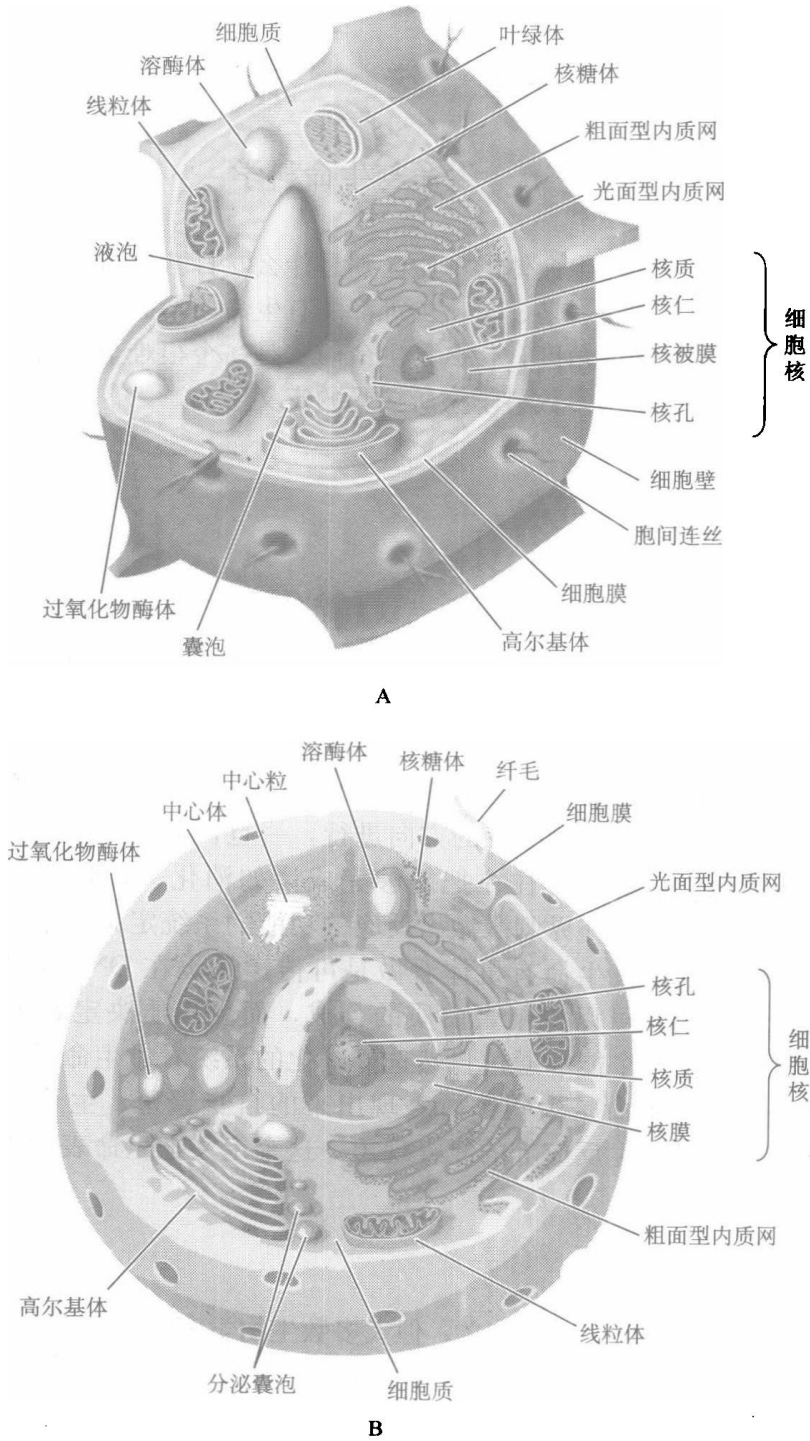 细胞质
叶绿体
溶酶体
核糖体
线粒体
粗面型内质网
光面型内质网
液泡
核质
核仁
核被膜
核孔
细胞核
细胞壁
胞间连丝
过氧化物酶体
细胞膜
囊泡
高尔基体
A
溶酶体
核糖体
纤毛
中心粒
中心体
细胞膜
过氧化物酶体
光面型内质网
核孔
核仁
核质
核膜
细胞核
粗面型内质网
高尔基体
线粒体
分泌囊泡
细胞质
B